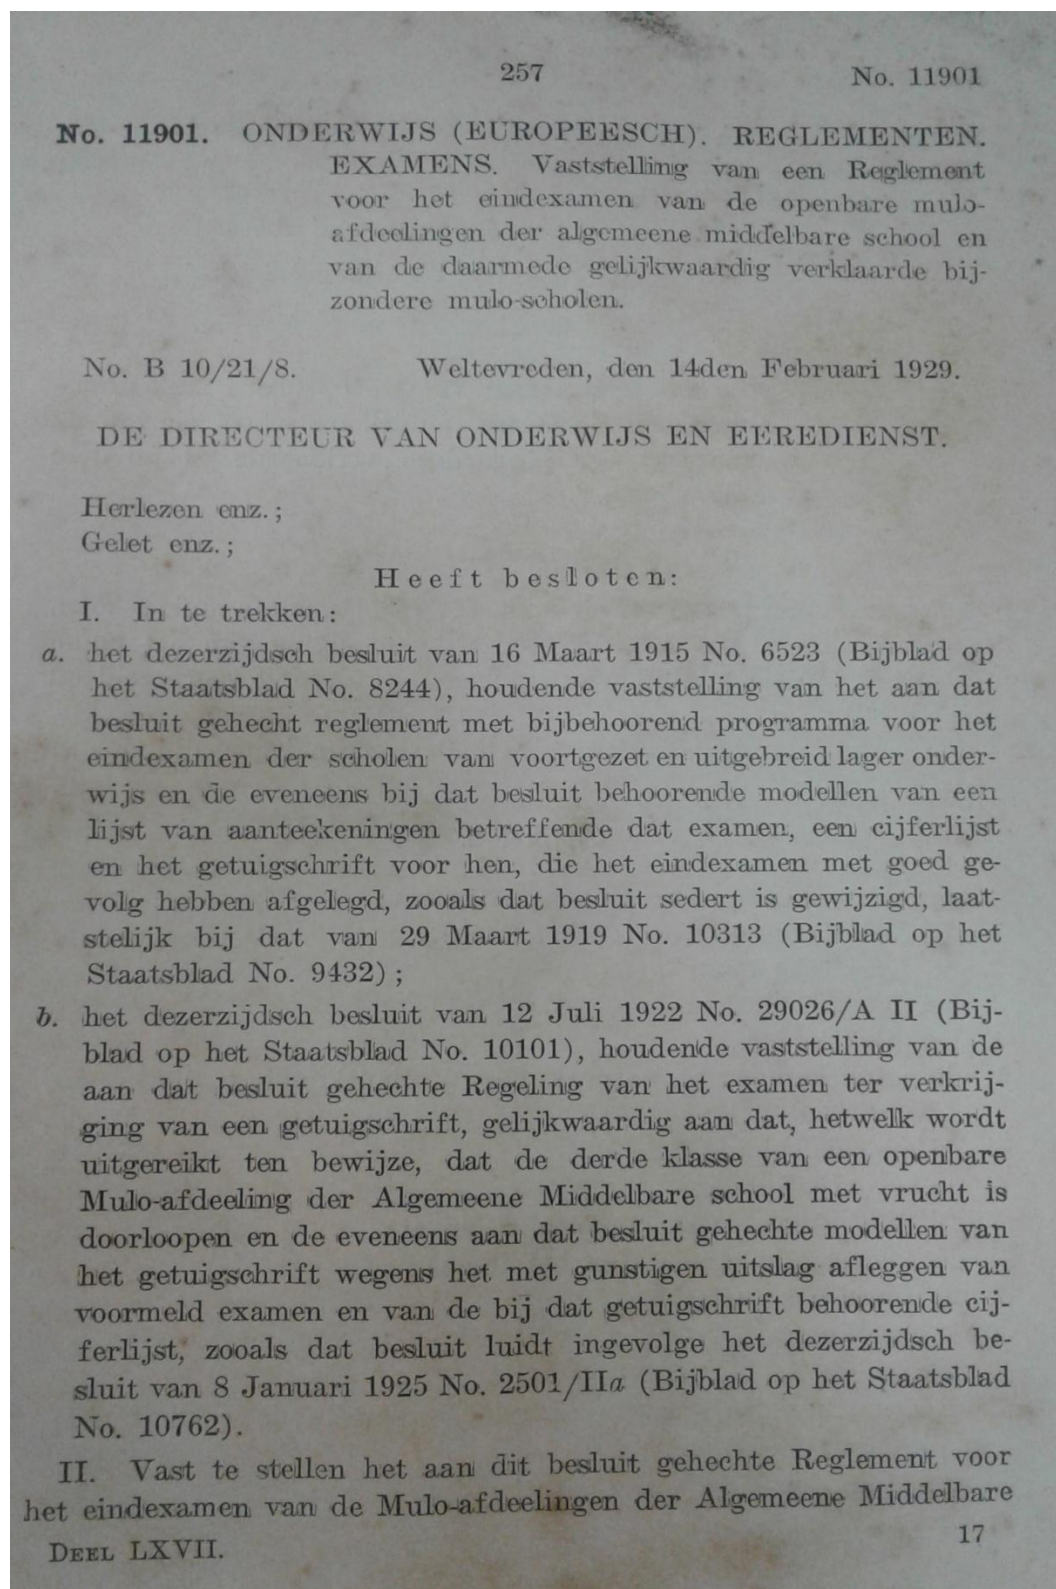 257 No. 11901
No. 11901. ONDERWIJS (EUROPEESCH). REGLEMENTEN.
EXAMENS. Vaststelling van een Reglement
voor het eindexamen van de openbare mulo-
afdeelingen der algemeene middelbare school en
van de daarmede gelijkwaardig verklaarde bij-
zondere mulo-scholen.
No. B 10/21/8. Weltevreden, den 14den Februari 1929.
DE DIRECTEUR VAN ONDERWIJS EN EEREDIENST.
Herlezen enz.;
Gelet enz.;
Heeft besloten:
I. In te trekken:
a. het dezerzijdsch besluit van 16 Maart 1915 No. 6523 (Bijblad op
het Staatsblad No. 8244), houdende vaststelling van het aan dat
besluit gehecht reglement met bijbehoorend programma voor het
eindexamen der scholen van voortgezet en uitgebreid lager onder-
wijs en de eveneens bij dat besluit behoorende modellen van een
lijst van aanteekeningen betreffende dat examen, een cijferlijst
en het getuigschrift voor hen, die het eindexamen met goed ge-
volg hebben afgelegd, zooals dat besluit sedert is gewijzigd, laat-
stelijk bij dat van 29 Maart 1919 No. 10313 (Bijblad op het
Staatsblad No. 9432);
b. het dezerzijdsch besluit van 12 Juli 1922 No. 29026/A II (Bij-
blad op het Staatsblad No. 10101), houdende vaststelling van de
aan dat besluit gehechte Regeling van het examen ter verkrij-
ging van een getuigschrift, gelijkwaardig aan dat, hetwelk wordt
uitgereikt ten bewijze, dat de derde klasse van een openbare
Mulo-afdeeling der Algemeene Middelbare school met vrucht is
doorloopen en de eveneens aan dat besluit gehechte modellen van
het getuigschrift wegens het met gunstigen uitslag afleggen van
voormeld examen en van de bij dat getuigschrift behoorende cij-
ferlijst, zooals dat besluit luidt ingevolge het dezerzijdsch be-
sluit van 8 Januari 1925 No. 2501/IIa (Bijblad op het Staatsblad
No. 10762).
II. Vast te stellen het aan dit besluit gehechte Reglement voor
het eindexamen van de Mulo-afdeelingen der Algemeene Middelbare
DEEL LXVII. 17